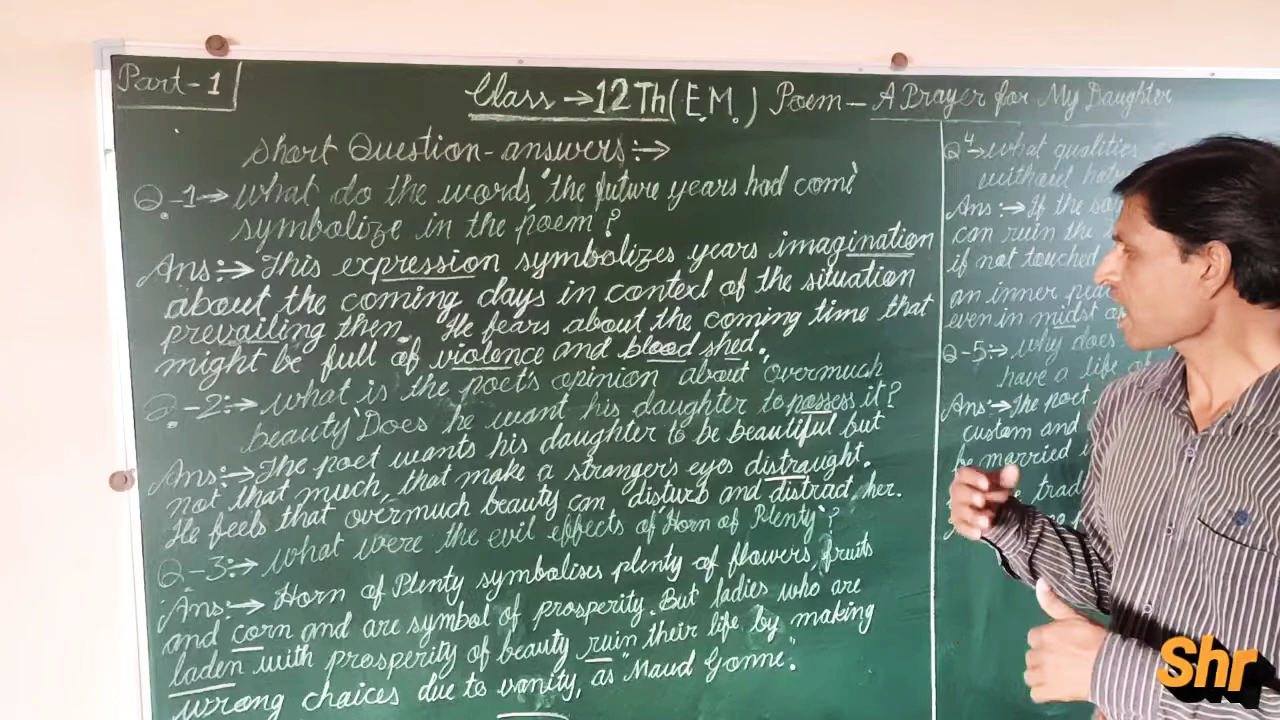 Part-1
Class → 12Th (E.M.) Poem - A Prayer for My Daughter
Short Question-answers :→
Q.-1→ what do the words, "the future years had come'
symbolize in the poem?
Ans:→ This expression symbolizes years imagination
about the coming days in context of the situation
prevailing then. He fears about the coming time that
might be full of violence and blood shed.
Q-2:→ what is the poet's opinion about 'overmuch
beauty' Does he want his daughter to possess it?
Ans:→ The poet wants his daughter to be beautiful but
not that much, that make a stranger's eyes distraught.
He feels that overmuch beauty can disturb and distract her.
Q-3:→ what were the evil effects of 'Horn of Plenty'?
Ans:→ Horn of Plenty symbolises plenty of flowers, fruits
and corn and are symbol of prosperity. But ladies who are
laden with prosperity of beauty ruin their life by making
wrong choices due to vanity, as "Maud Gonne."
Q4→ what qualities
without
Ans:→ If the
can ruin the
if not touched
an inner
even in midst
Q-5:→ why does
have a life
Ans:→ The poet
custom and
be married
Shr